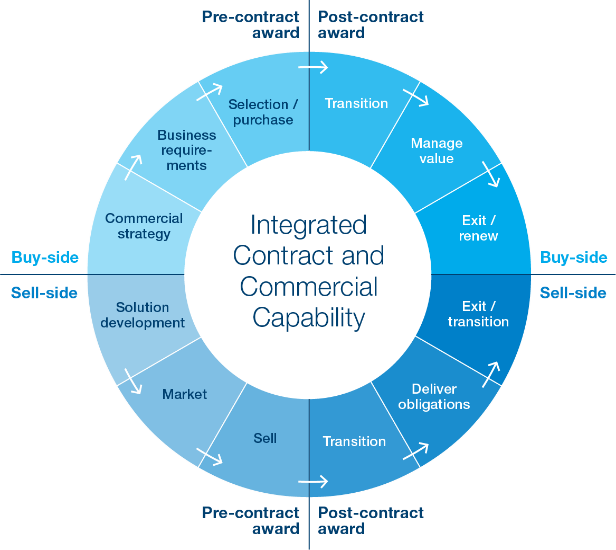 Pre-contract
award
Post-contract
award
Selection /
purchase
Transition
Business
require-
ments
Manage
value
Commercial
strategy
Exit /
renew
Integrated
Contract and
Commercial
Capability
Buy-side
Buy-side
Sell-side
Sell-side
Solution
development
Exit /
transition
Market
Deliver
obligations
Sell
Transition
Pre-contract
award
Post-contract
award